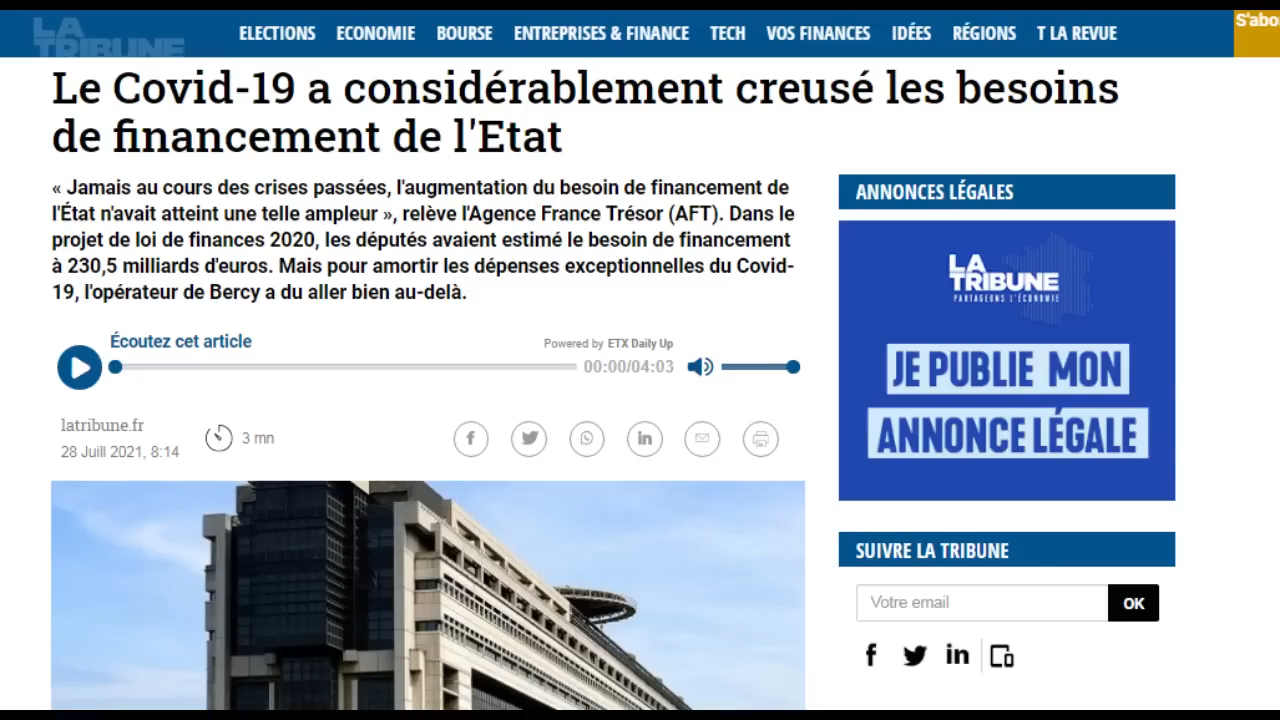 LA TRIBUNE
ELECTIONS ECONOMIE BOURSE ENTREPRISES & FINANCE TECH VOS FINANCES IDÉES RÉGIONS T LA REVUE
S'abo
Le Covid-19 a considérablement creusé les besoins
de financement de l'Etat
« Jamais au cours des crises passées, l'augmentation du besoin de financement de
l'État n'avait atteint une telle ampleur », relève l'Agence France Trésor (AFT). Dans le
projet de loi de finances 2020, les députés avaient estimé le besoin de financement
à 230,5 milliards d'euros. Mais pour amortir les dépenses exceptionnelles du Covid-
19, l'opérateur de Bercy a du aller bien au-delà.
Écoutez cet article
Powered by ETX Daily Up
00:00/04:03
latribune.fr
28 Juill 2021, 8:14
3 mn
ANNONCES LÉGALES
LA
TRIBUNE
PARTAGEONS L'ÉCONOMIE
JE PUBLIE MON
ANNONCE LÉGALE
SUIVRE LA TRIBUNE
Votre email
OK